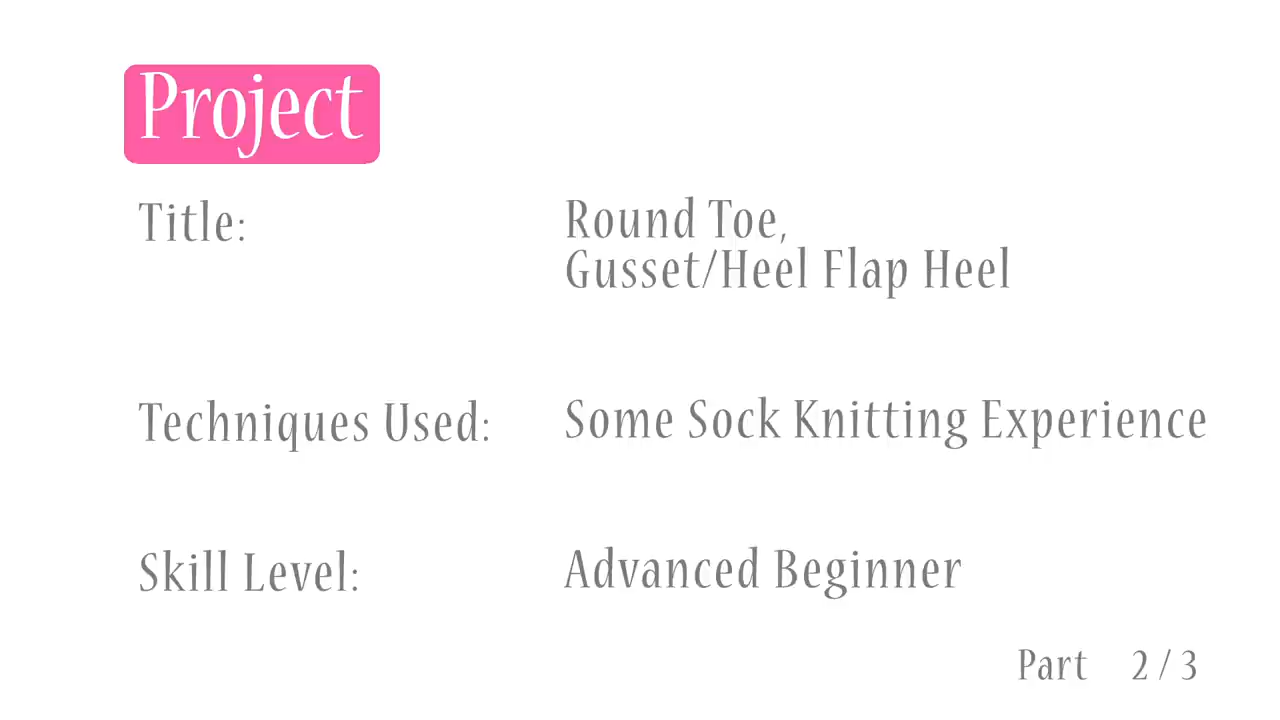 Project
Title: Round Toe,
Gusset/Heel Flap Heel
Techniques Used: Some Sock Knitting Experience
Skill Level: Advanced Beginner
Part 2 / 3